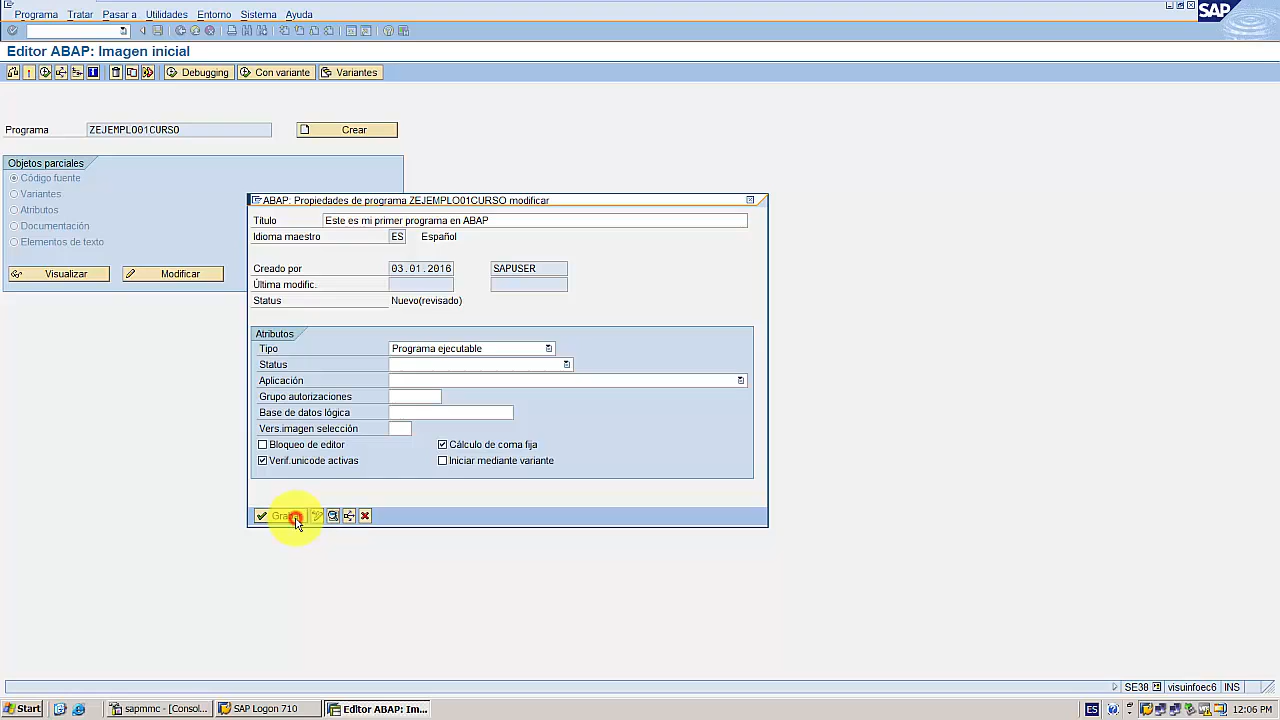 Programa Tratar Pasar a Utilidades Entorno Sistema Ayuda
SAP
Editor ABAP: Imagen inicial
Debugging Con variante Variantes
Programa ZEJEMPLO01CURSO Crear
Objetos parciales
Código fuente
Variantes
Atributos
Documentación
Elementos de texto
Visualizar Modificar
ABAP: Propiedades de programa ZEJEMPLO01CURSO modificar
Título Este es mi primer programa en ABAP
Idioma maestro ES Español
Creado por 03.01.2016 SAPUSER
Última modific.
Status Nuevo(revisado)
Atributos
Tipo Programa ejecutable
Status
Aplicación
Grupo autorizaciones
Base de datos lógica
Vers.imagen selección
Bloqueo de editor Cálculo de coma fija
Verif.unicode activas Iniciar mediante variante
SE38 visuinfoec6 INS
Start sapmmc - [Consol... SAP Logon 710 Editor ABAP: Im... ES 12:06 PM